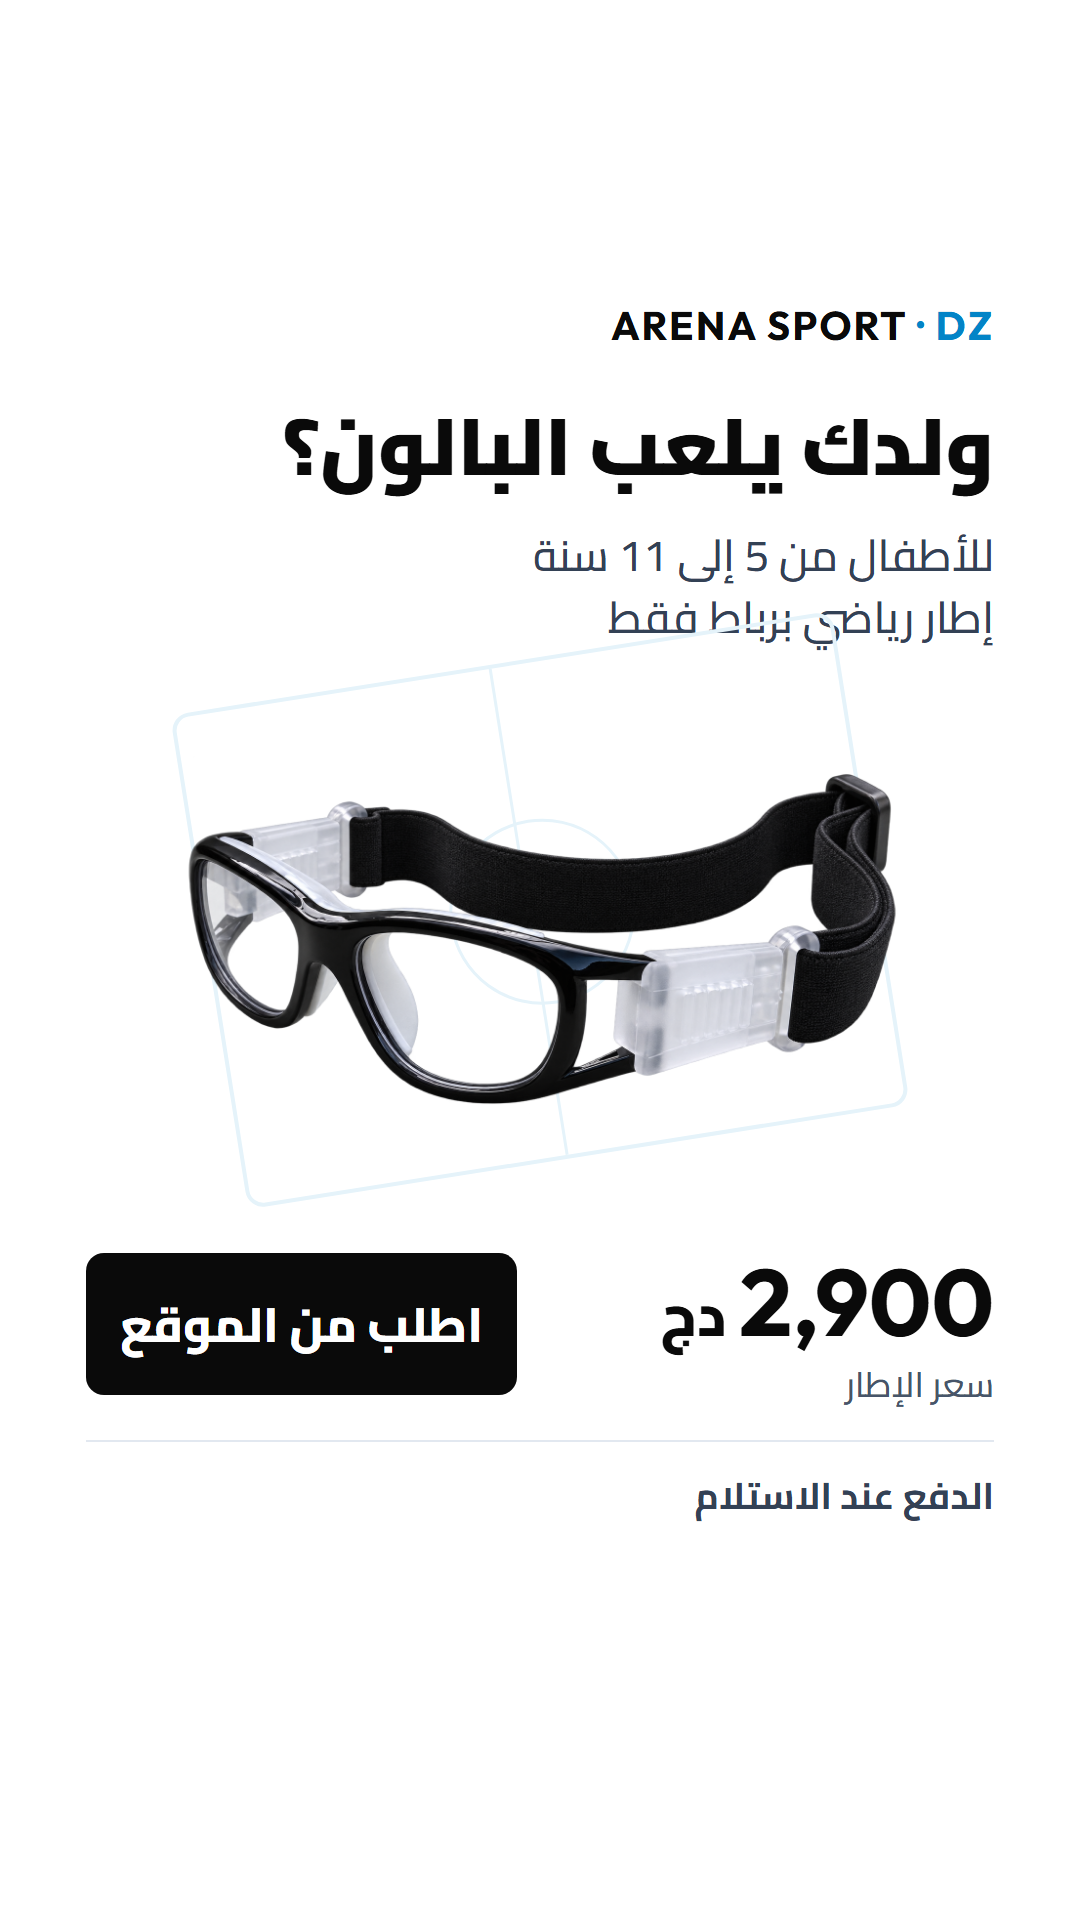 ARENA SPORT · DZ
ولدك يلعب البالون؟
للأطفال من 5 إلى 11 سنة
إطار رياضي برباط فقط
2,900 دج
سعر الإطار
اطلب من الموقع
الدفع عند الاستلام